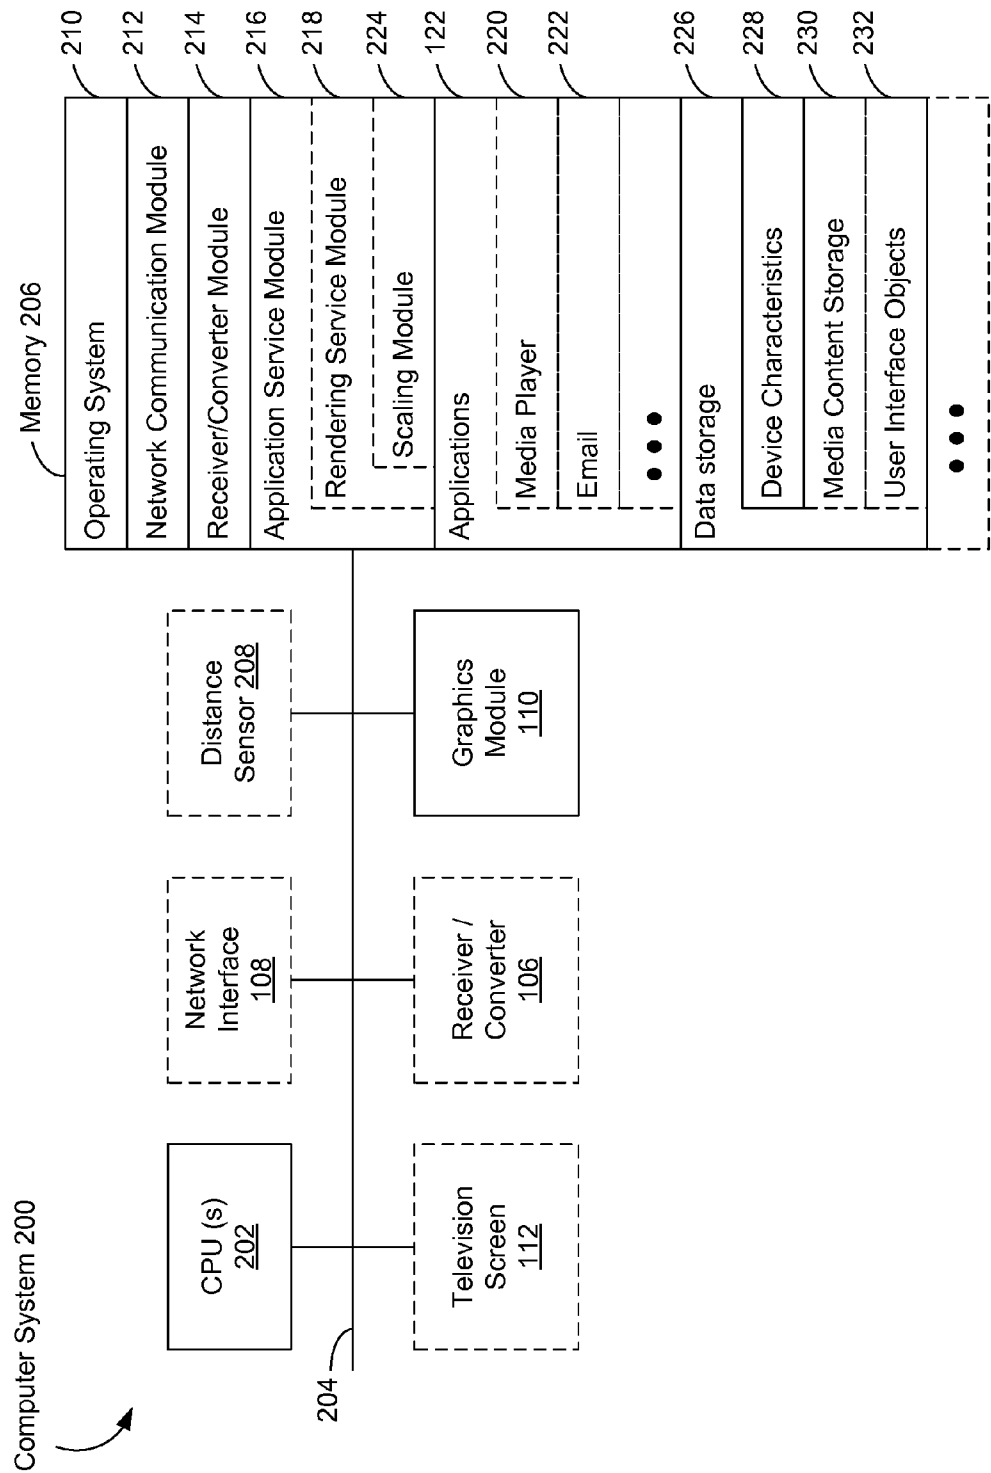 Computer System 200
CPU (s)
202
Network
Interface
108
Distance
Sensor 208
204
Television
Screen
112
Receiver /
Converter
106
Graphics
Module
110
Memory 206
Operating System
210
Network Communication Module
212
Receiver/Converter Module
214
Application Service Module
216
Rendering Service Module
218
Scaling Module
224
Applications
122
Media Player
220
Email
222
Data storage
226
Device Characteristics
228
Media Content Storage
230
User Interface Objects
232